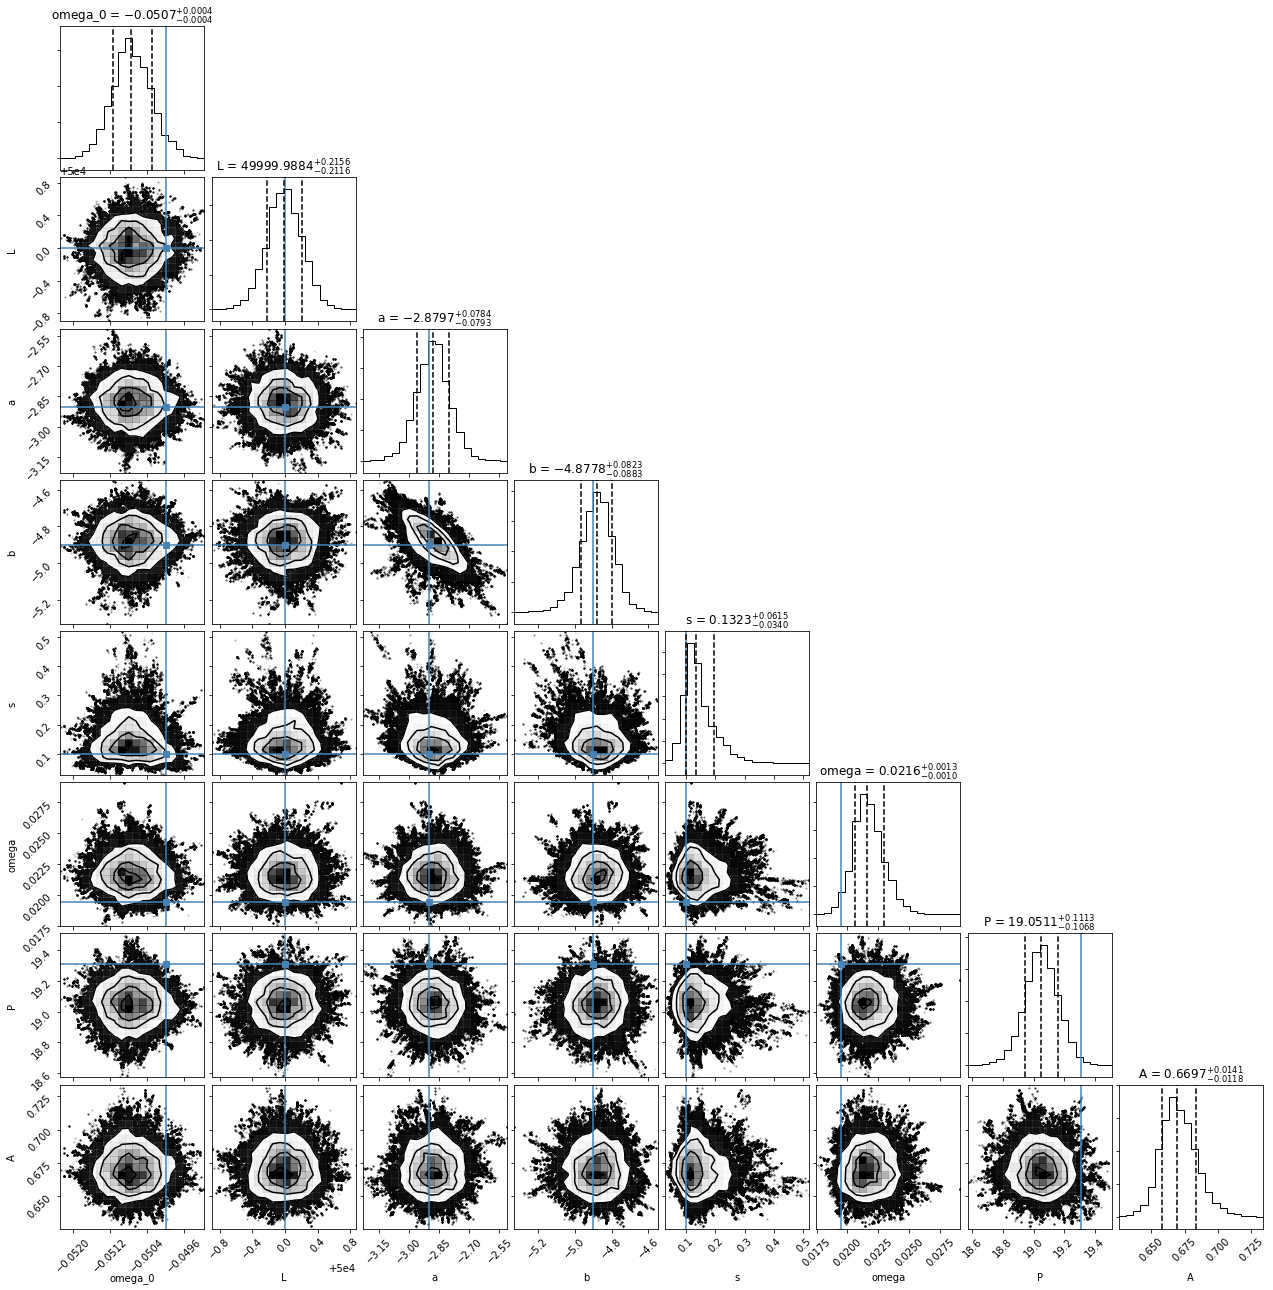 omega_0 = −0.0507+0.0004 −0.0004
+5e4
L = 49999.9884+0.2156 −0.2116
0.8
0.4
0.0
−0.4
−0.8
L
a = −2.8797+0.0784 −0.0793
−2.55
−2.70
−2.85
−3.00
−3.15
a
b = −4.8778+0.0823 −0.0883
−4.6
−4.8
−5.0
−5.2
b
s = 0.1323+0.0615 −0.0340
0.5
0.4
0.3
0.2
0.1
s
omega = 0.0216+0.0013 −0.0010
0.0275
0.0250
0.0225
0.0200
0.0175
omega
P = 19.0511+0.1113 −0.1068
19.4
19.2
19.0
18.8
18.6
P
A = 0.6697+0.0141 −0.0118
0.725
0.700
0.675
0.650
A
−0.0520 −0.0512 −0.0504 −0.0496 −0.8 −0.4 0.0 0.4 0.8 −3.15 −3.00 −2.85 −2.70 −2.55 −5.2 −5.0 −4.8 −4.6 0.1 0.2 0.3 0.4 0.5 0.0175 0.0200 0.0225 0.0250 0.0275 18.6 18.8 19.0 19.2 19.4 0.650 0.675 0.700 0.725
+5e4
omega_0 L a b s omega P A